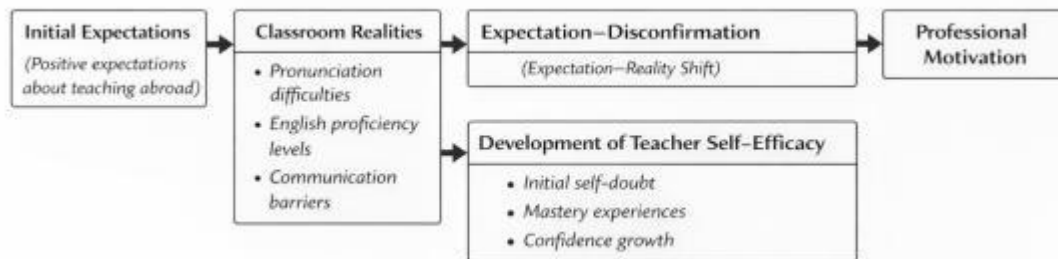 Initial Expectations
(Positive expectations
about teaching abroad)
Classroom Realities
• Pronunciation
difficulties
• English proficiency
levels
• Communication
barriers
Expectation–Disconfirmation
(Expectation–Reality Shift)
Development of Teacher Self–Efficacy
• Initial self-doubt
• Mastery experiences
• Confidence growth
Professional
Motivation